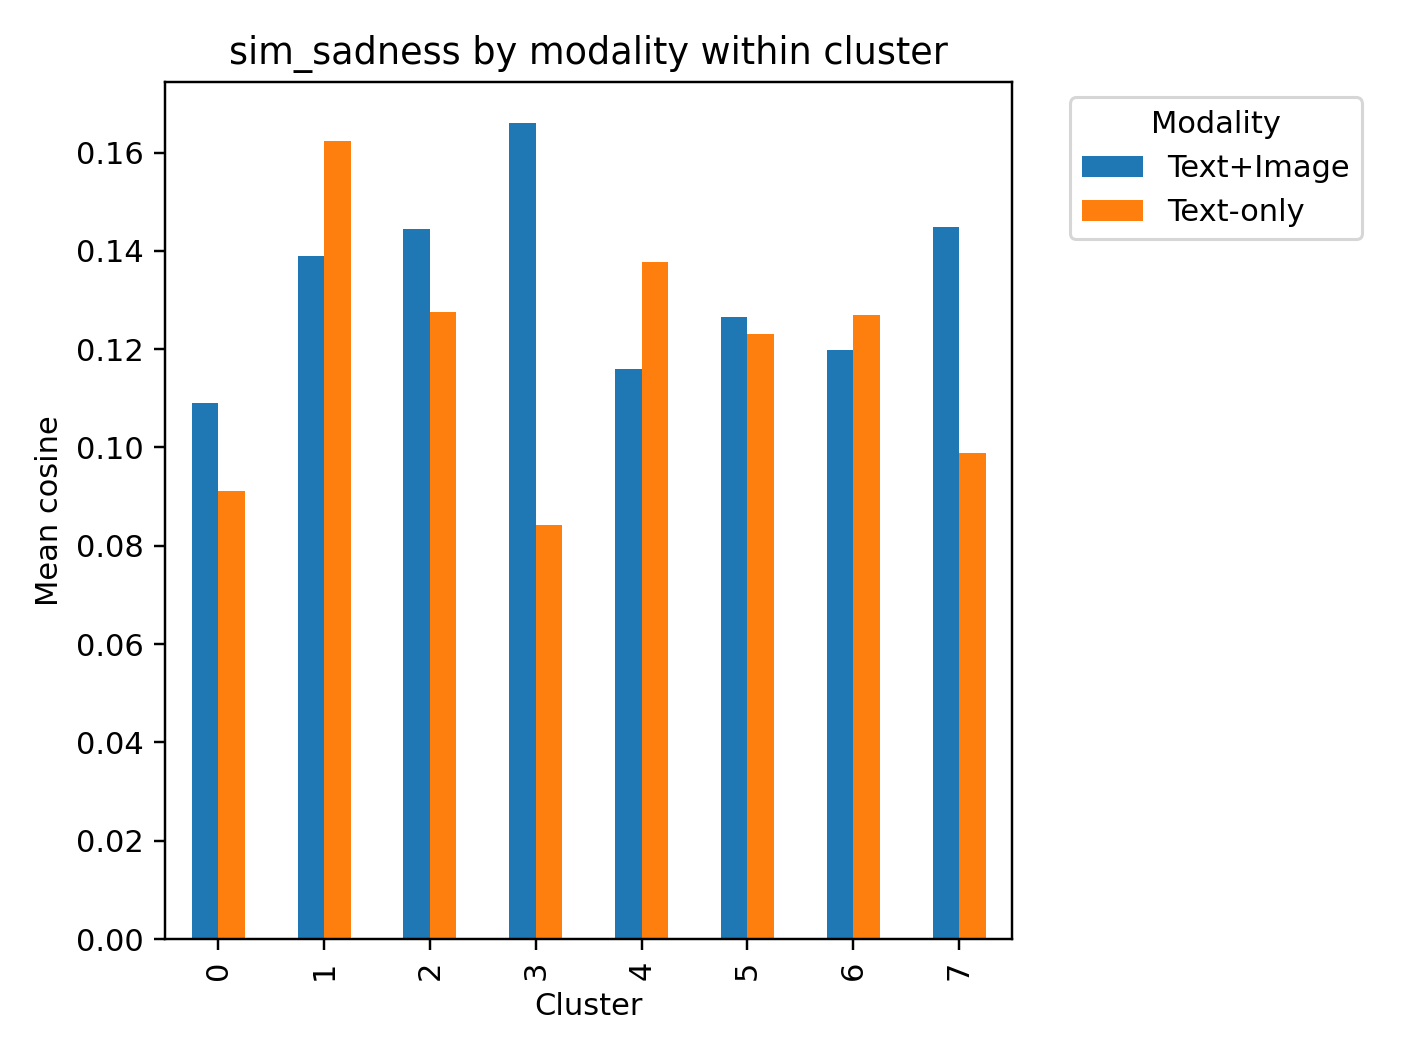 sim_sadness by modality within cluster
Modality
Text+Image
Text-only
0.16
0.14
0.12
0.10
0.08
0.06
0.04
0.02
0.00
Mean cosine
0 1 2 3 4 5 6 7
Cluster